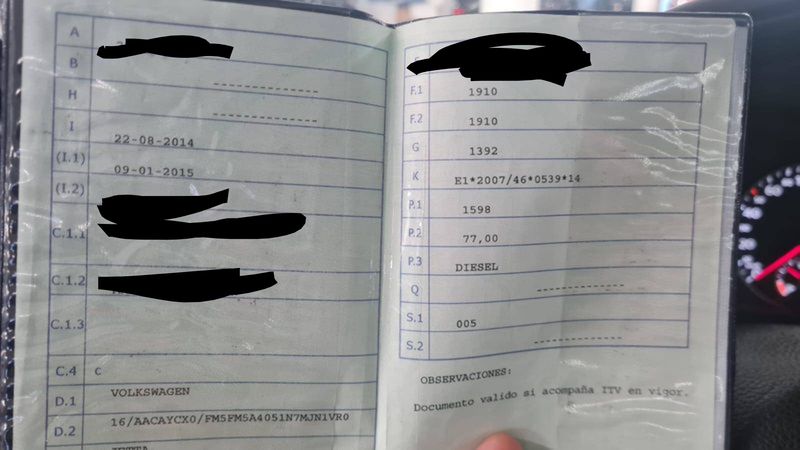 A
B
H
I
22-08-2014
(I.1)
09-01-2015
(I.2)
C.1.1
C.1.2
C.1.3
C.4 C
D.1 VOLKSWAGEN
D.2 16/AACAYCX0/FM5FM5A4051N7MJN1VR0
F.1 1910
F.2 1910
G 1392
K E1*2007/46*0539*14
P.1 1598
P.2 77,00
P.3 DIESEL
Q
S.1 005
S.2
OBSERVACIONES:
Documento valido si acompaña ITV en vigor.